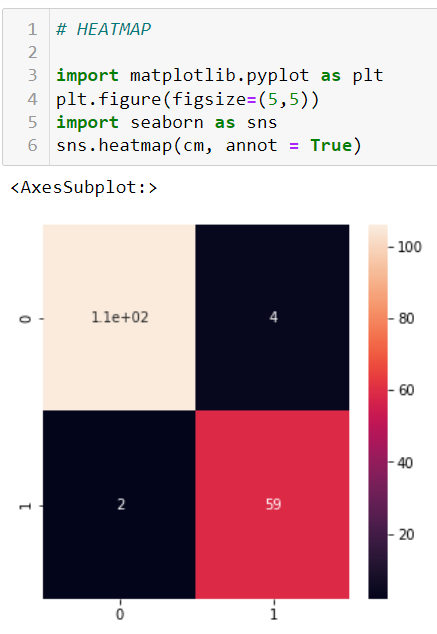 1 # HEATMAP
2
3 import matplotlib.pyplot as plt
4 plt.figure(figsize=(5,5))
5 import seaborn as sns
6 sns.heatmap(cm, annot = True)
<AxesSubplot:>
0 1.1e+02 4
1 2 59
0 1
100
80
60
40
20